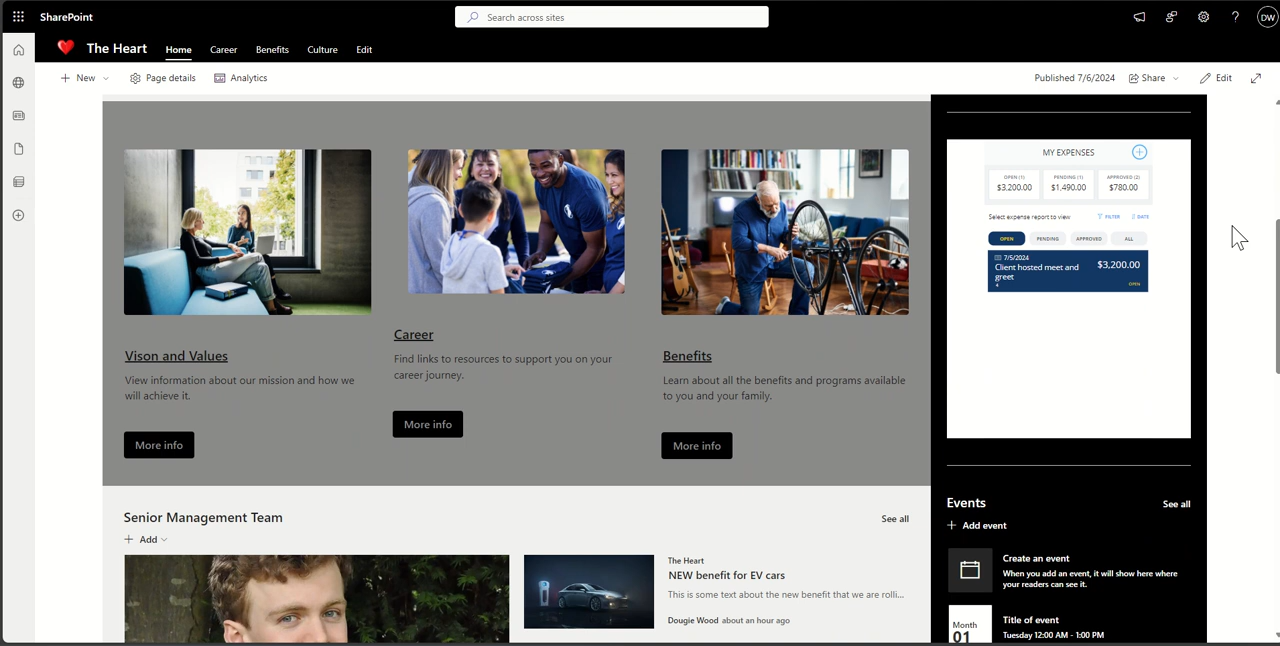 SharePoint
Search across sites
DW
The Heart
Home
Career
Benefits
Culture
Edit
New
Page details
Analytics
Published 7/6/2024
Share
Edit
Vison and Values
View information about our mission and how we
will achieve it.
More info
Career
Find links to resources to support you on your
career journey.
More info
Benefits
Learn about all the benefits and programs available
to you and your family.
More info
MY EXPENSES
OPEN (1)
$3,200.00
PENDING (1)
$1,490.00
APPROVED (2)
$780.00
Select expense report to view
FILTER
DATE
OPEN
PENDING
APPROVED
ALL
7/5/2024
Client hosted meet and
greet
4
$3,200.00
OPEN
Senior Management Team
See all
Add
The Heart
NEW benefit for EV cars
This is some text about the new benefit that we are rolli...
Dougie Wood about an hour ago
Events
See all
Add event
Create an event
When you add an event, it will show here where
your readers can see it.
Month
01
Title of event
Tuesday 12:00 AM - 1:00 PM